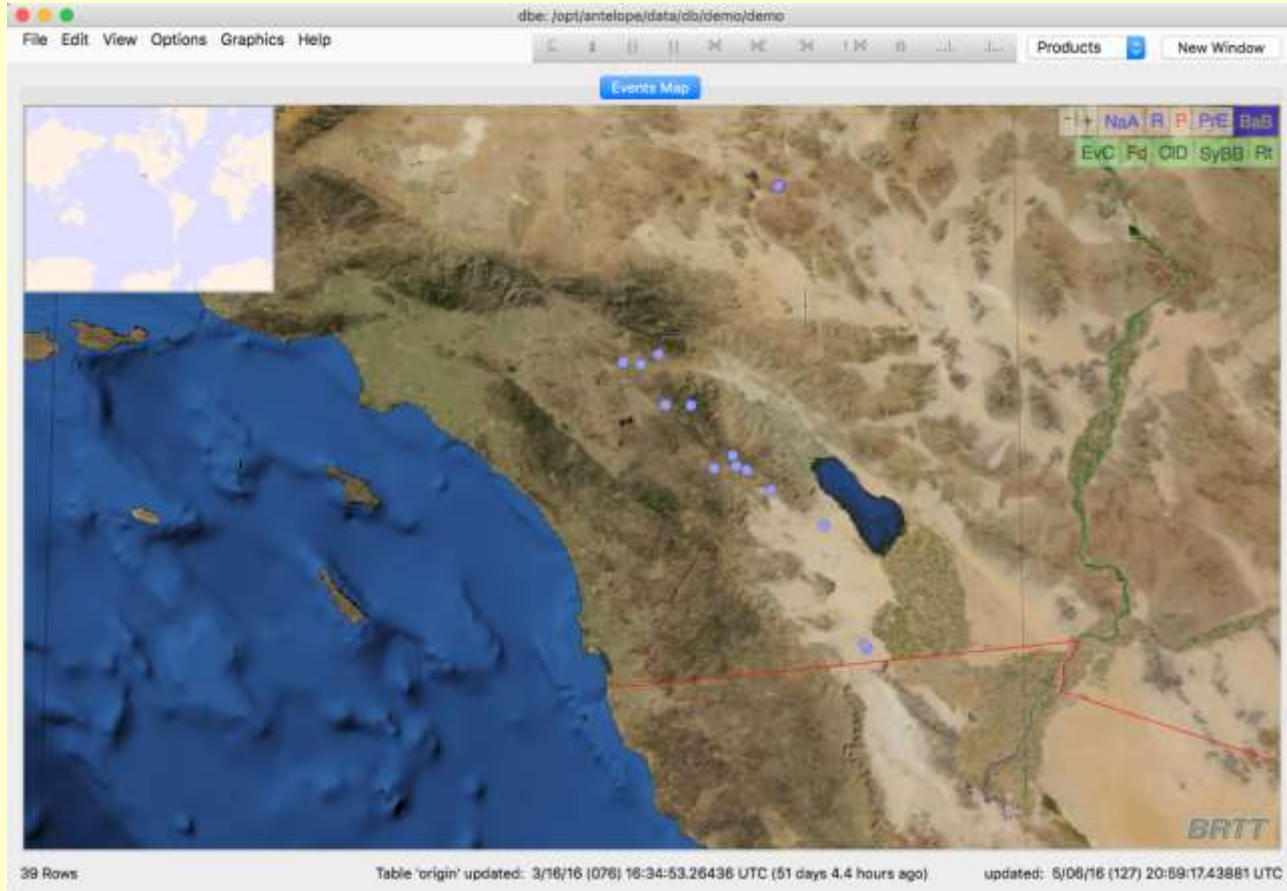 dbe: /opt/antelope/data/db/demo/demo
File Edit View Options Graphics Help
Products New Window
Events Map
- + NaA R P PrE BaB
EvC Fd ClD SyBB Rt
BRTT
39 Rows Table 'origin' updated: 3/16/16 (076) 16:34:53.26436 UTC (51 days 4.4 hours ago) updated: 5/06/16 (127) 20:59:17.43881 UTC